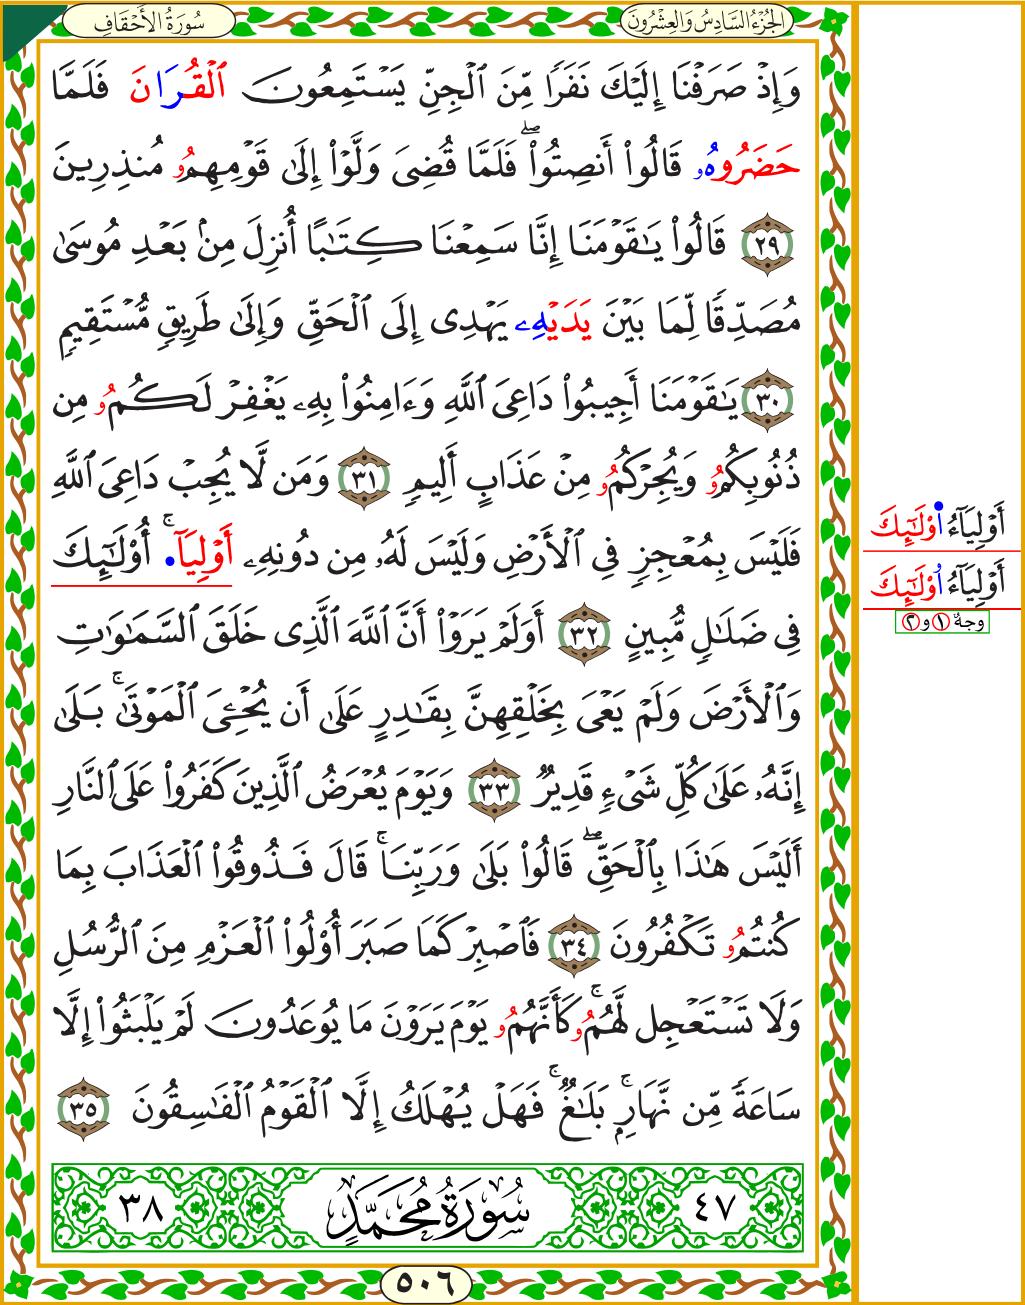 سُورَةُ الأَحْقَافِ
الجُزْءُ السَّادِسُ وَالعِشْرُونَ
وَإِذْ صَرَفْنَا إِلَيْكَ نَفَرًا مِّنَ ٱلْجِنِّ يَسْتَمِعُونَ ٱلْقُرَانَ فَلَمَّا
حَضَرُوهُۥ قَالُوٓا۟ أَنصِتُوا۟ۖ فَلَمَّا قُضِىَ وَلَّوْا۟ إِلَىٰ قَوْمِهِمُۥ مُنذِرِينَ
٢٩ قَالُوا۟ يَٰقَوْمَنَا إِنَّا سَمِعْنَا كِتَٰبًا أُنزِلَ مِنۢ بَعْدِ مُوسَىٰ
مُصَدِّقًا لِّمَا بَيْنَ يَدَيْهِۦ يَهْدِى إِلَى ٱلْحَقِّ وَإِلَىٰ طَرِيقٍ مُّسْتَقِيمٍ
٣٠ يَٰقَوْمَنَا أَجِيبُوا۟ دَاعِىَ ٱللَّهِ وَءَامِنُوا۟ بِهِۦ يَغْفِرْ لَكُمُۥ مِن
ذُنُوبِكُمُۥ وَيُجِرْكُمُۥ مِنْ عَذَابٍ أَلِيمٍ ٣١ وَمَن لَّا يُجِبْ دَاعِىَ ٱللَّهِ
فَلَيْسَ بِمُعْجِزٍ فِى ٱلْأَرْضِ وَلَيْسَ لَهُۥ مِن دُونِهِۦ أَوْلِيَآۚ أُوْلَٰٓئِكَ
فِى ضَلَٰلٍ مُّبِينٍ ٣٢ أَوَلَمْ يَرَوْا۟ أَنَّ ٱللَّهَ ٱلَّذِى خَلَقَ ٱلسَّمَٰوَٰتِ
وَٱلْأَرْضَ وَلَمْ يَعْىَ بِخَلْقِهِنَّ بِقَٰدِرٍ عَلَىٰ أَن يُحْـِۧىَ ٱلْمَوْتَىٰۚ بَلَىٰ
إِنَّهُۥ عَلَىٰ كُلِّ شَىْءٍ قَدِيرٌ ٣٣ وَيَوْمَ يُعْرَضُ ٱلَّذِينَ كَفَرُوا۟ عَلَى ٱلنَّارِ
أَلَيْسَ هَٰذَا بِٱلْحَقِّۖ قَالُوا۟ بَلَىٰ وَرَبِّنَاۚ قَالَ فَذُوقُوا۟ ٱلْعَذَابَ بِمَا
كُنتُمُۥ تَكْفُرُونَ ٣٤ فَٱصْبِرْ كَمَا صَبَرَ أُوْلُوا۟ ٱلْعَزْمِ مِنَ ٱلرُّسُلِ
وَلَا تَسْتَعْجِل لَّهُمُۥۚ كَأَنَّهُمُۥ يَوْمَ يَرَوْنَ مَا يُوعَدُونَ لَمْ يَلْبَثُوا۟ إِلَّا
سَاعَةً مِّن نَّهَارٍۚ بَلَٰغٌۚ فَهَلْ يُهْلَكُ إِلَّا ٱلْقَوْمُ ٱلْفَٰسِقُونَ ٣٥
٤٧ سُورَةُ مُحَمَّدٍ ٣٨
٥٠٦
أَوْلِيَآءُ ٱوْلَٰٓئِكَ
أَوْلِيَآءُ وُوْلَٰٓئِكَ
وجهٌ ١ و ٢